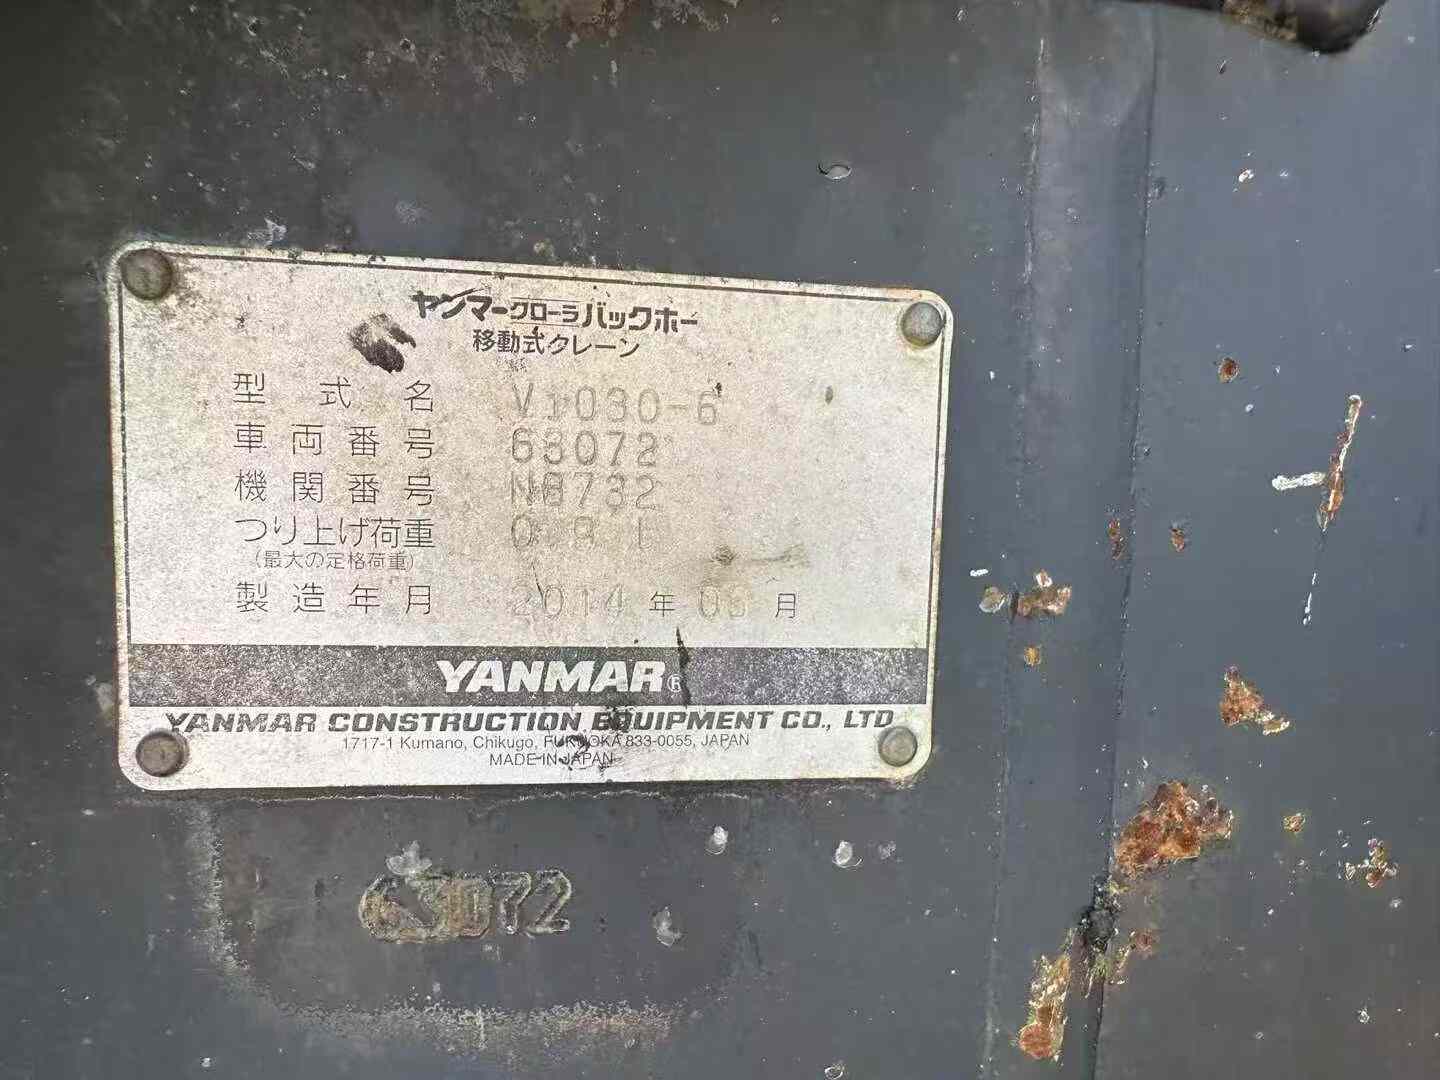 ヤンマークローラバックホー
移動式クレーン
型式名 Vi030-6
車両番号 63072
機関番号 N8732
つり上げ荷重
(最大の定格荷重)
製造年月 2014年 月
YANMAR®
YANMAR CONSTRUCTION EQUIPMENT CO., LTD
1717-1 Kumano, Chikugo, FUKUOKA 833-0055, JAPAN
MADE IN JAPAN
63072